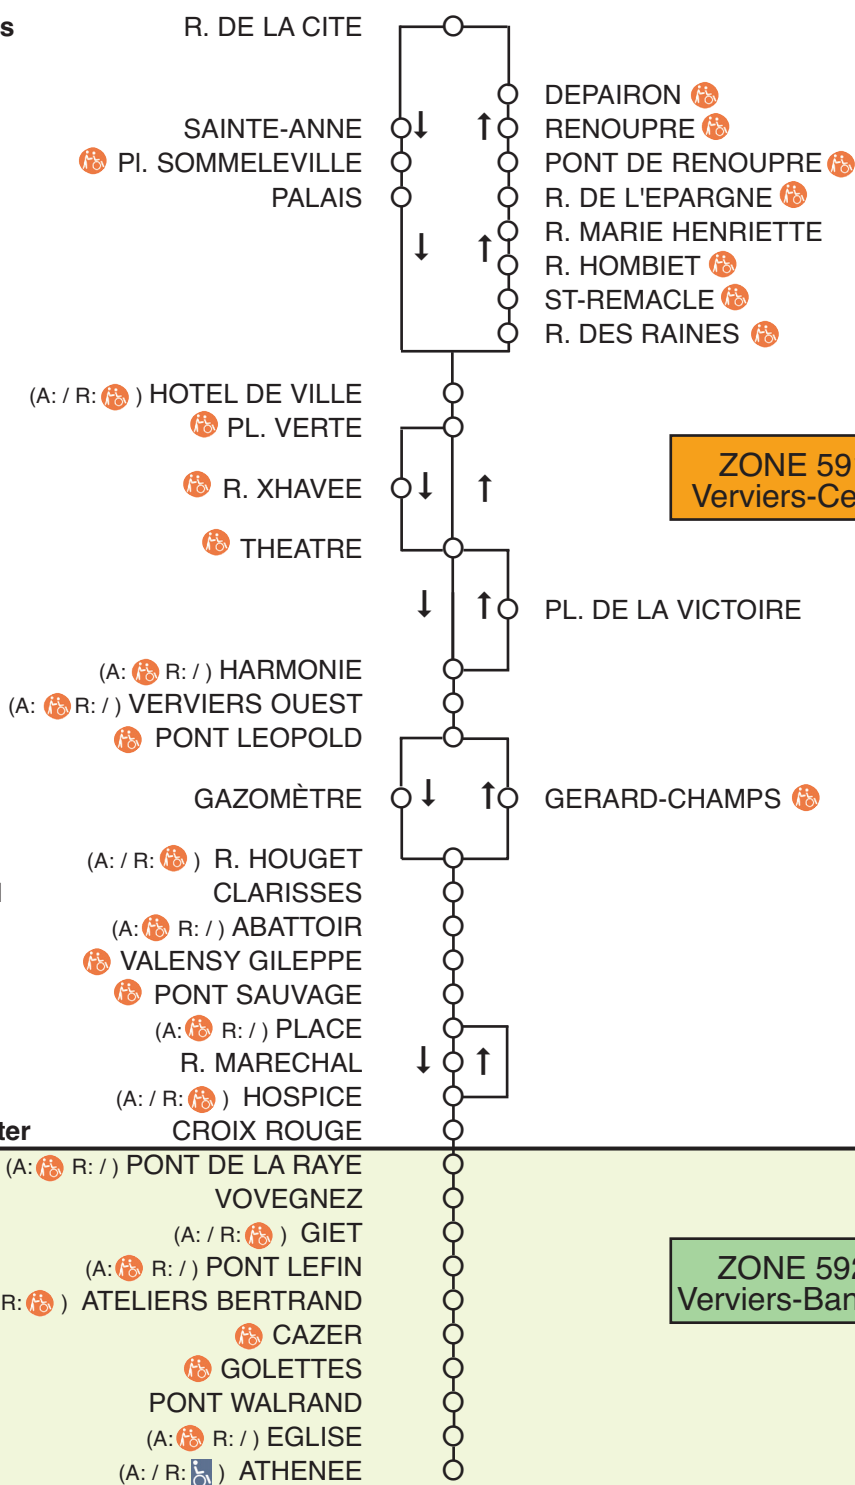 R. DE LA CITE
DEPAIRON
SAINTE-ANNE
RENOUPRE
Pl. SOMMELEVILLE
PONT DE RENOUPRE
PALAIS
R. DE L'EPARGNE
R. MARIE HENRIETTE
R. HOMBIET
ST-REMACLE
R. DES RAINES
(A: / R: ) HOTEL DE VILLE
PL. VERTE
ZONE 59
Verviers-Ce
R. XHAVEE
THEATRE
PL. DE LA VICTOIRE
(A: R: / ) HARMONIE
(A: R: / ) VERVIERS OUEST
PONT LEOPOLD
GAZOMÈTRE
GERARD-CHAMPS
(A: / R: ) R. HOUGET
CLARISSES
(A: R: / ) ABATTOIR
VALENSY GILEPPE
PONT SAUVAGE
(A: R: / ) PLACE
R. MARECHAL
(A: / R: ) HOSPICE
ter CROIX ROUGE
(A: R: / ) PONT DE LA RAYE
VOVEGNEZ
(A: / R: ) GIET
(A: R: / ) PONT LEFIN
ZONE 592
Verviers-Ban
R: ) ATELIERS BERTRAND
CAZER
GOLETTES
PONT WALRAND
(A: R: / ) EGLISE
(A: / R: ) ATHENEE